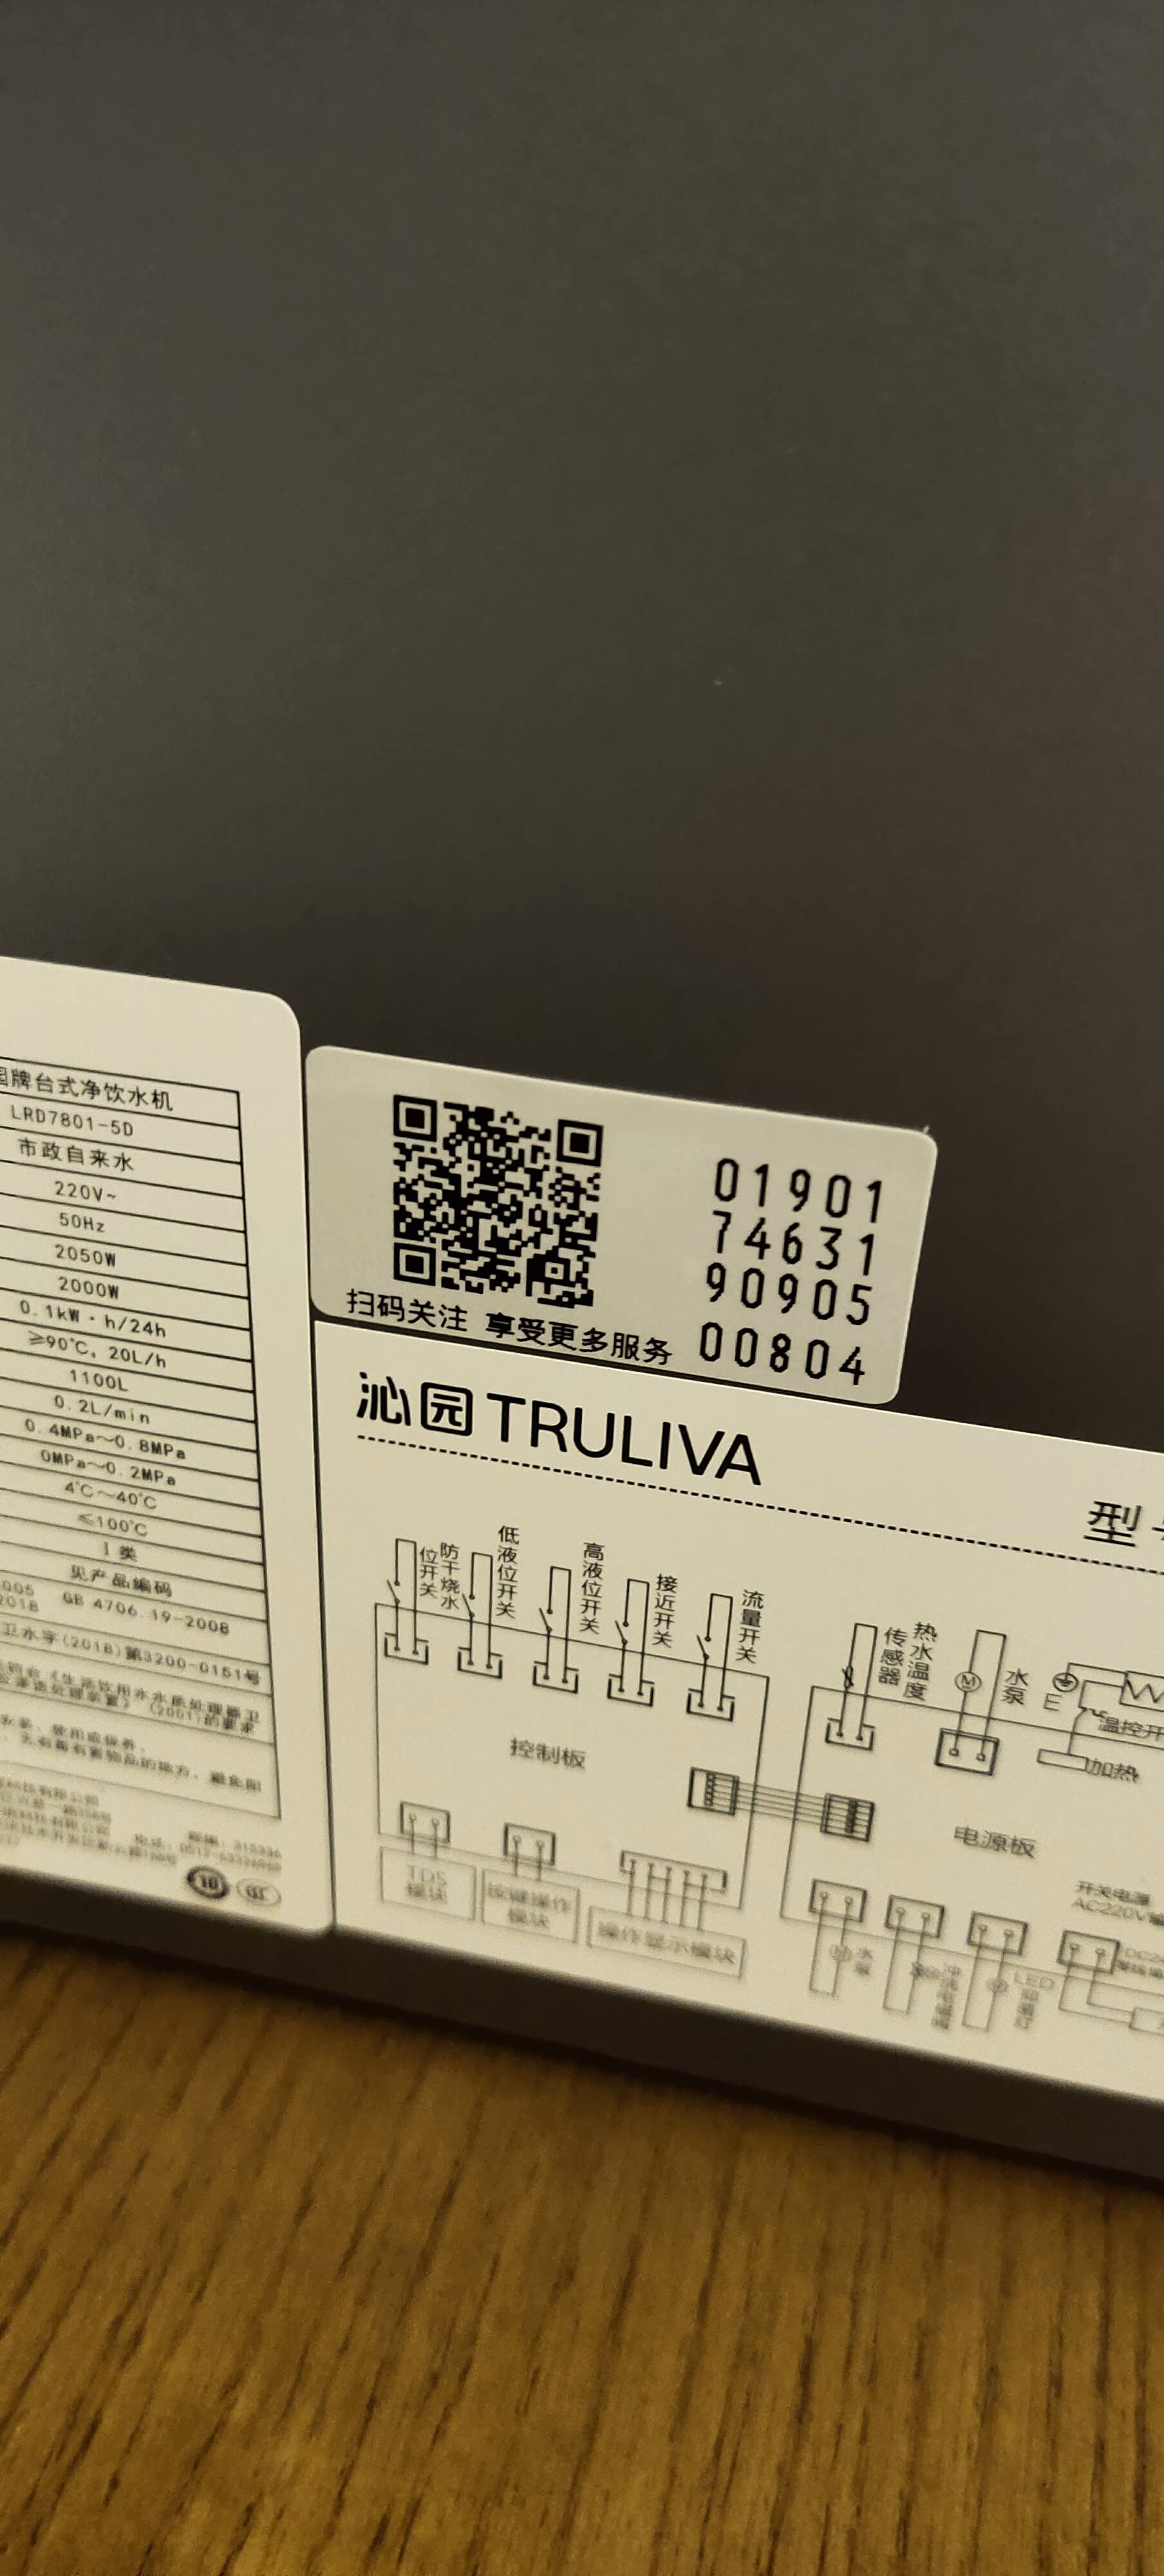 牌台式净饮水机
LRD7801-5D
市政自来水
220V~
50Hz
2050W
2000W
0.1kW·h/24h
≥90℃, 20L/h
1100L
0.2L/min
0.4MPa～0.8MPa
0MPa～0.2MPa
4℃～40℃
≤100℃
I 类
见产品编码
GB 4706.19-2008
2018
卫水字(2018)第3200-0151号
(2001)的要求
01901
74631
90905
00804
扫码关注 享受更多服务
沁园 TRULIVA
型
防干烧水位开关
低液位开关
高液位开关
接近开关
流量开关
热水温度传感器
M
水泵
E
温控开
加热
控制板
电源板
TDS
模块
按键操作
模块
操作显示模块
开关电源
AC220V
LED